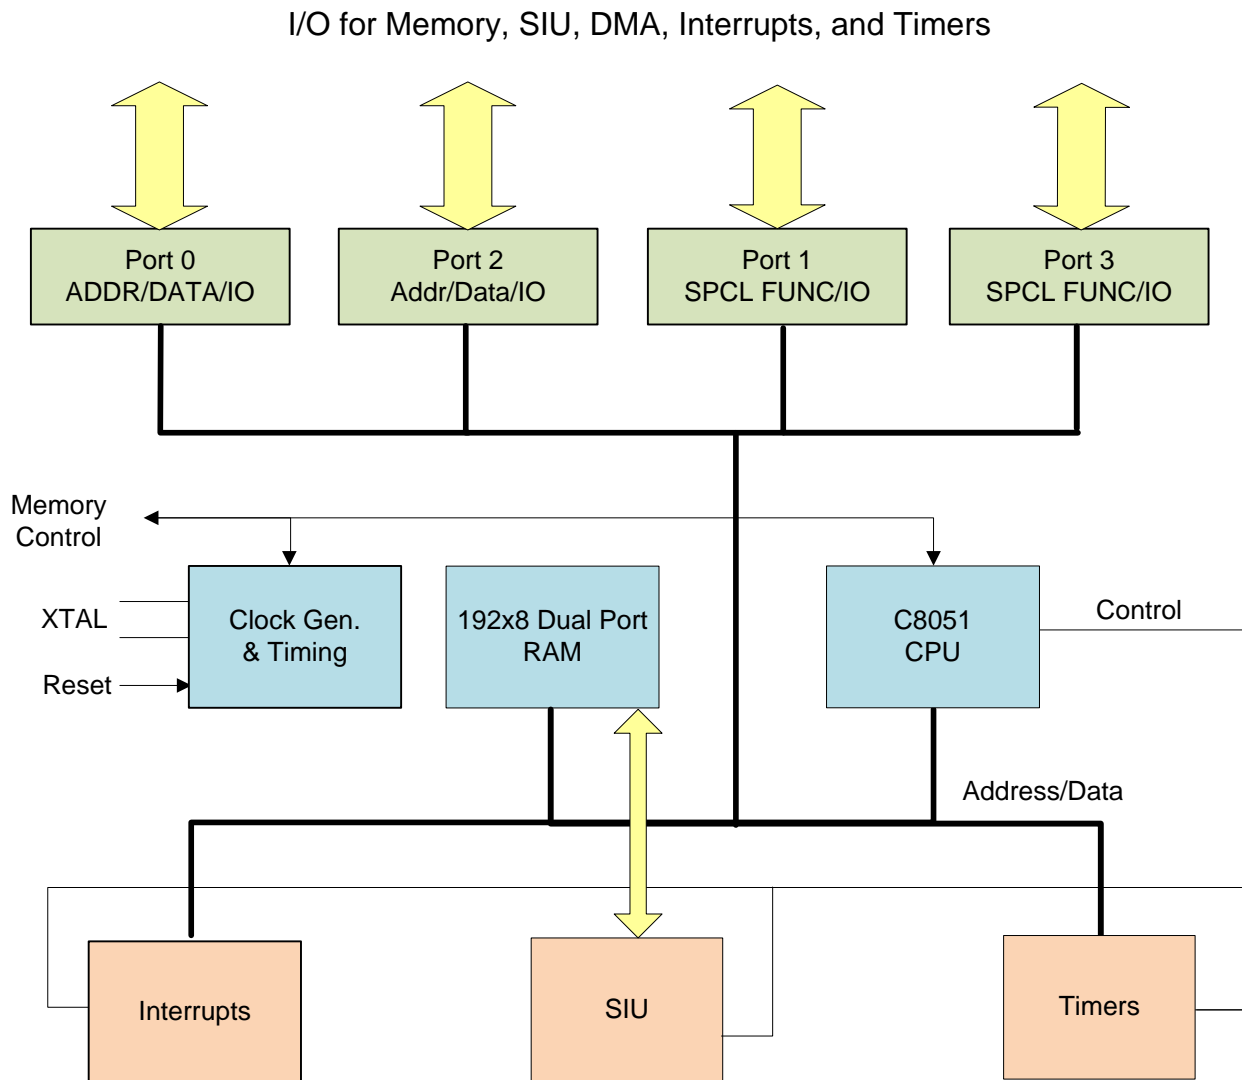 I/O for Memory, SIU, DMA, Interrupts, and Timers
Port 0
ADDR/DATA/IO
Port 2
Addr/Data/IO
Port 1
SPCL FUNC/IO
Port 3
SPCL FUNC/IO
Memory
Control
XTAL
Reset
Clock Gen.
& Timing
192x8 Dual Port
RAM
C8051
CPU
Control
Address/Data
Interrupts
SIU
Timers